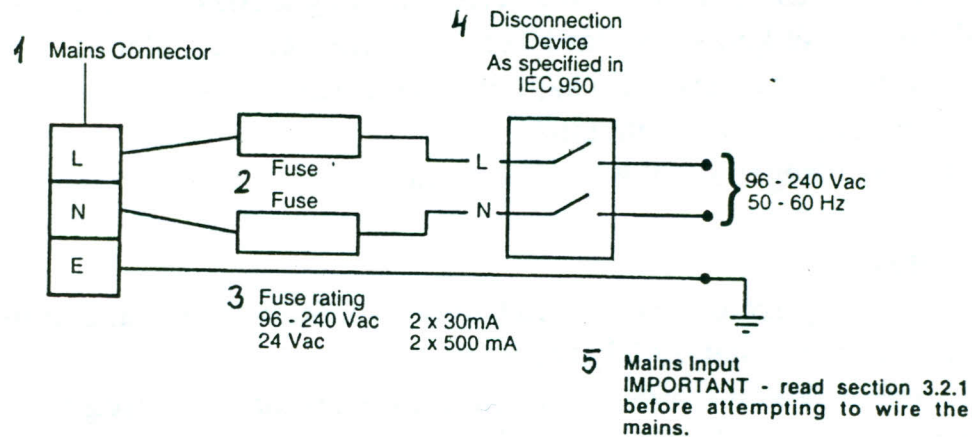 4 Disconnection
Device
As specified in
IEC 950
1 Mains Connector
L
N
E
Fuse
2
Fuse
L
N
96 - 240 Vac
50 - 60 Hz
3 Fuse rating
96 - 240 Vac 2 x 30mA
24 Vac 2 x 500 mA
5 Mains Input
IMPORTANT - read section 3.2.1
before attempting to wire the
mains.